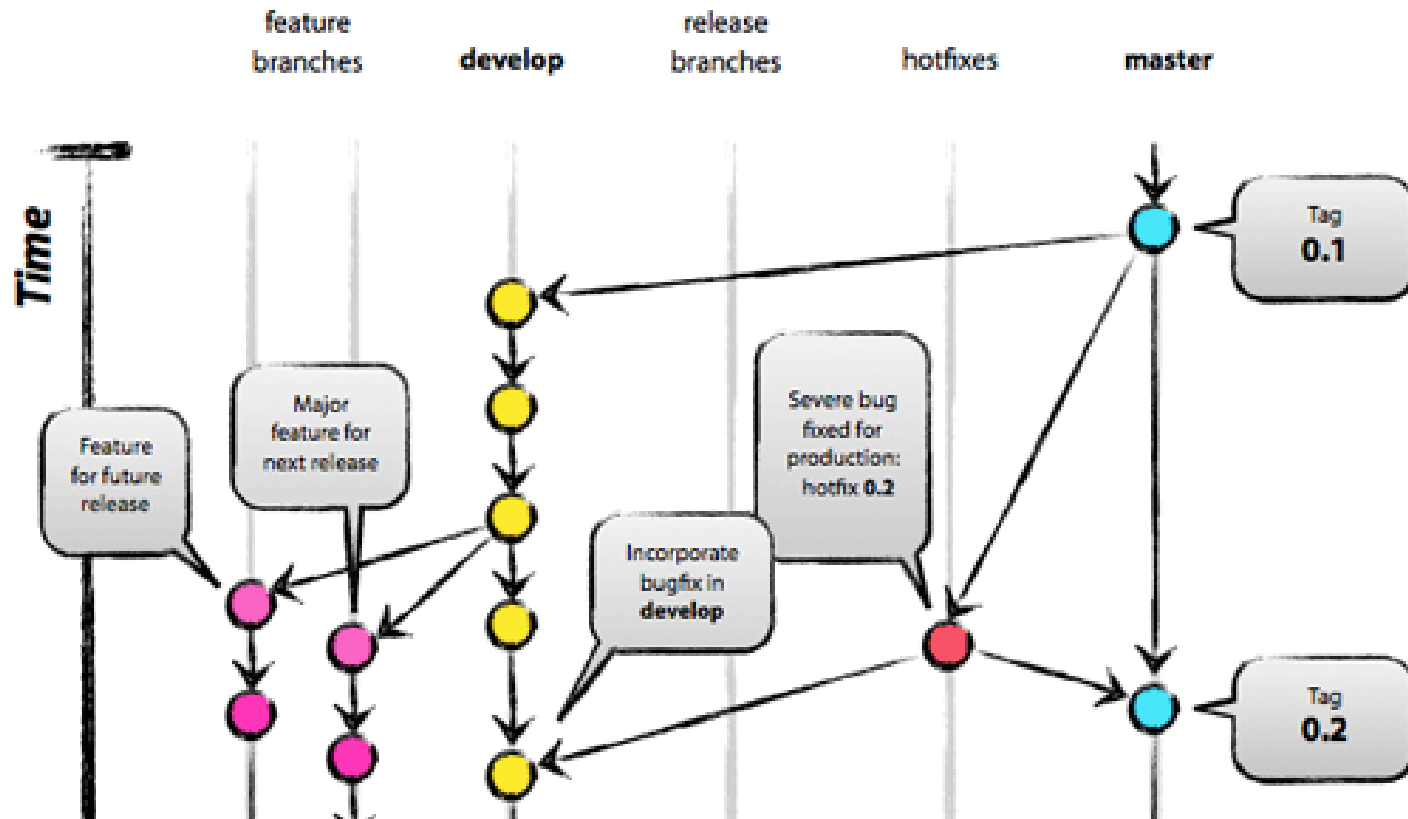 feature
branches
develop
release
branches
hotfixes
master
Time
Tag
0.1
Major
feature for
next release
Feature
for future
release
Severe bug
fixed for
production:
hotfix 0.2
Incorporate
bugfix in
develop
Tag
0.2